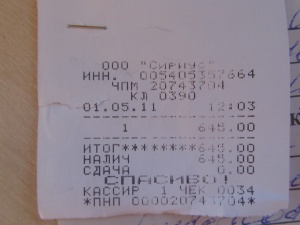 ООО "Сириус"
ИНН. 005405357664
ЧПМ 20743704
КЛ 0390
01.05.11 12:03
1 645.00
ИТОГ********645.00
НАЛИЧ 645.00
СДАЧА 0.00
СПАСИБО!
КАССИР 1 ЧЕК 0034
*ПНП 000020743704*